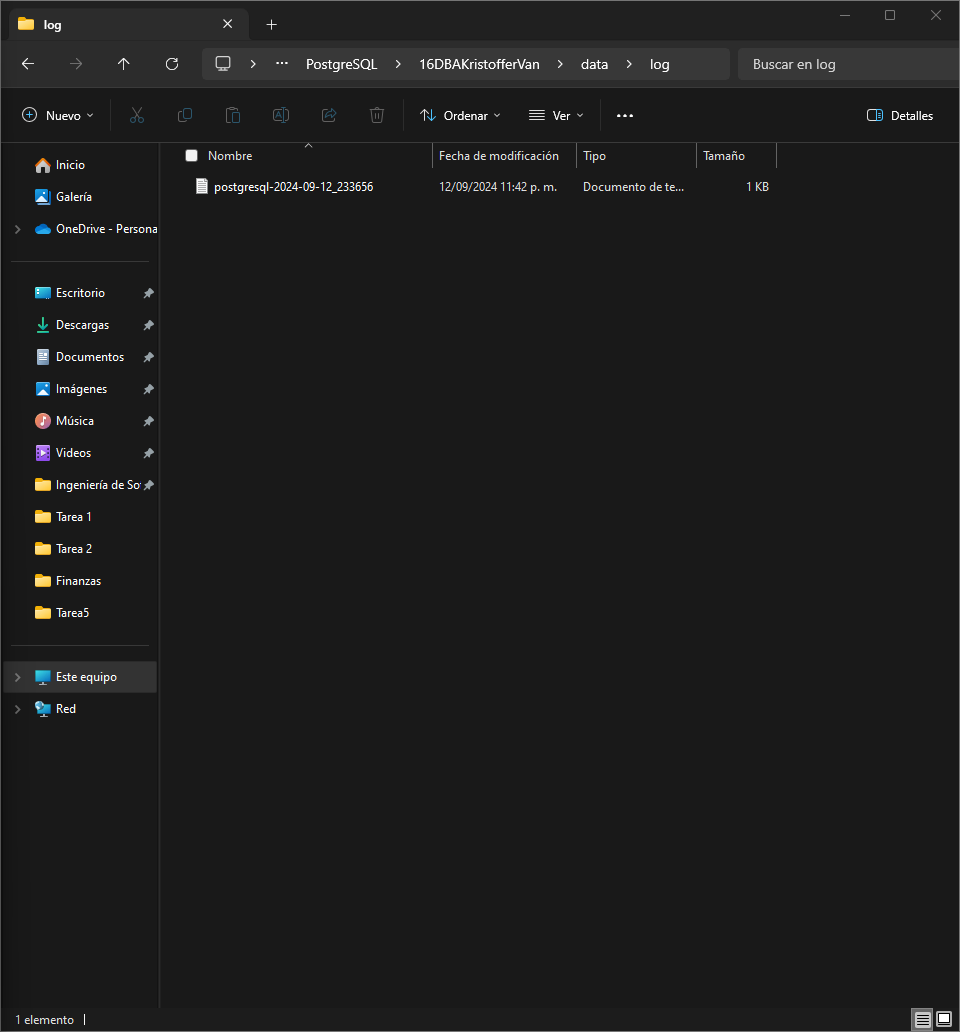 log
PostgreSQL
16DBAKristofferVan
data
log
Buscar en log
Nuevo
Ordenar
Ver
Detalles
Nombre
Fecha de modificación
Tipo
Tamaño
postgresql-2024-09-12_233656
12/09/2024 11:42 p. m.
Documento de te...
1 KB
Inicio
Galería
OneDrive - Persona
Escritorio
Descargas
Documentos
Imágenes
Música
Videos
Ingeniería de So
Tarea 1
Tarea 2
Finanzas
Tarea5
Este equipo
Red
1 elemento